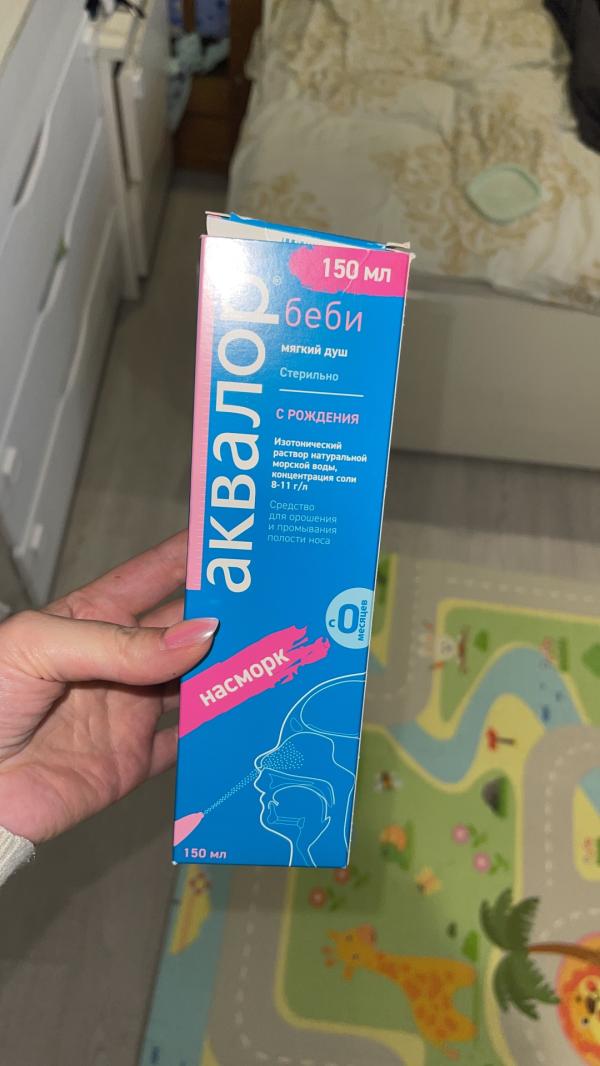 150 мл
аквалор®
беби
мягкий душ
Стерильно
С РОЖДЕНИЯ
Изотонический
раствор натуральной
морской воды,
концентрация соли
8-11 г/л
Средство
для орошения
и промывания
полости носа
с 0 месяцев
насморк
150 мл